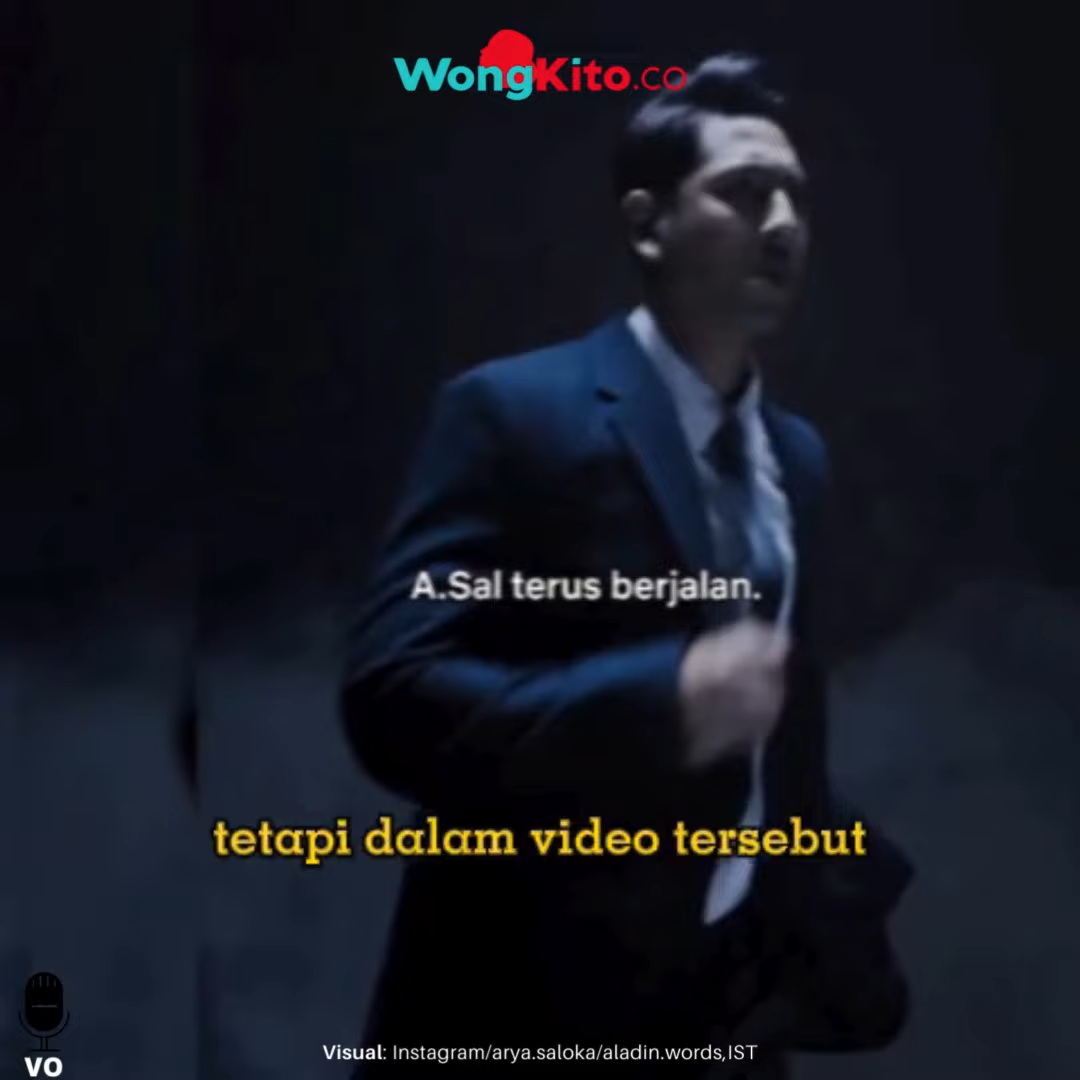 WongKito.co
A.Sal terus berjalan.
tetapi dalam video tersebut
VO
Visual: Instagram/arya.saloka/aladin.words,IST